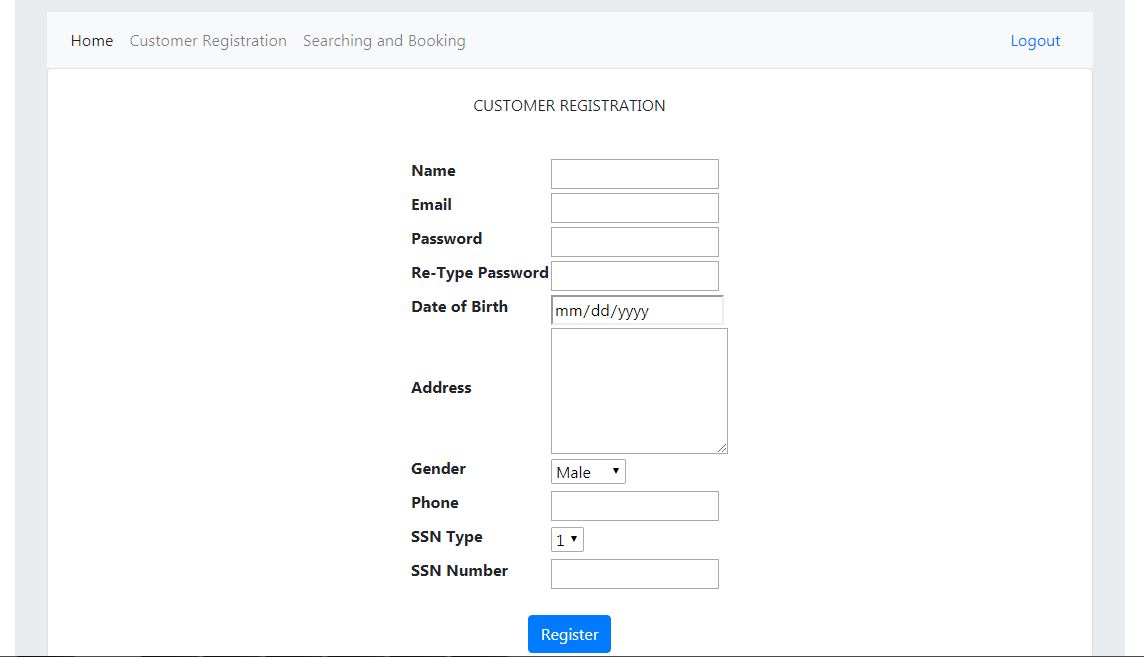 Home Customer Registration Searching and Booking Logout
CUSTOMER REGISTRATION
Name
Email
Password
Re-Type Password
Date of Birth mm/dd/yyyy
Address
Gender Male
Phone
SSN Type 1
SSN Number
Register